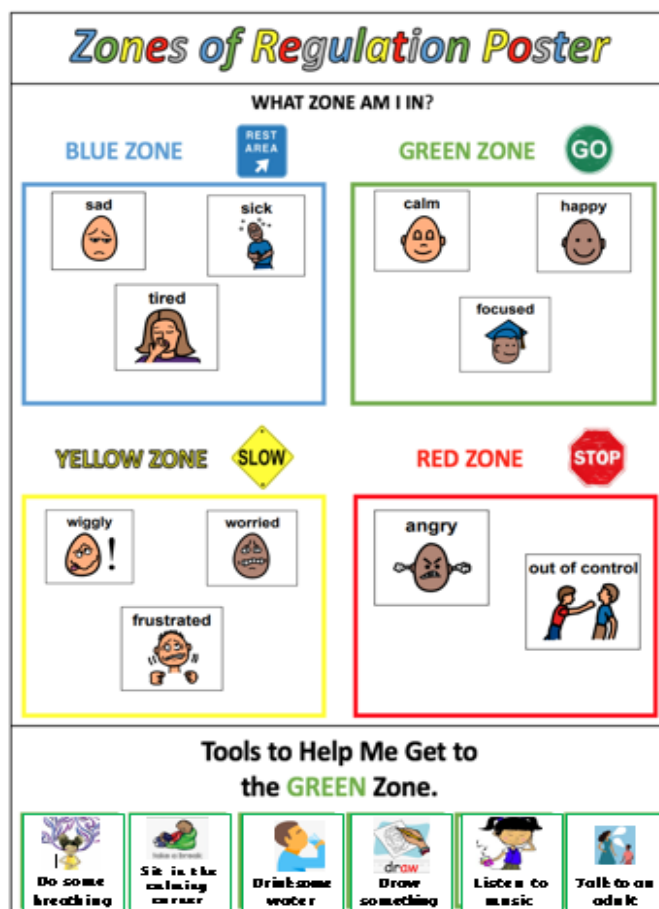 Zones of Regulation Poster
WHAT ZONE AM I IN?
BLUE ZONE
REST
AREA
GREEN ZONE
GO
sad
sick
tired
calm
happy
focused
YELLOW ZONE
SLOW
RED ZONE
STOP
wiggly
!
worried
frustrated
angry
out of control
Tools to Help Me Get to
the GREEN Zone.
Do some
breathing
take a break
Sit in the
calming
corner
Drink some
water
draw
Draw
something
Listen to
music
Talk to an
adult